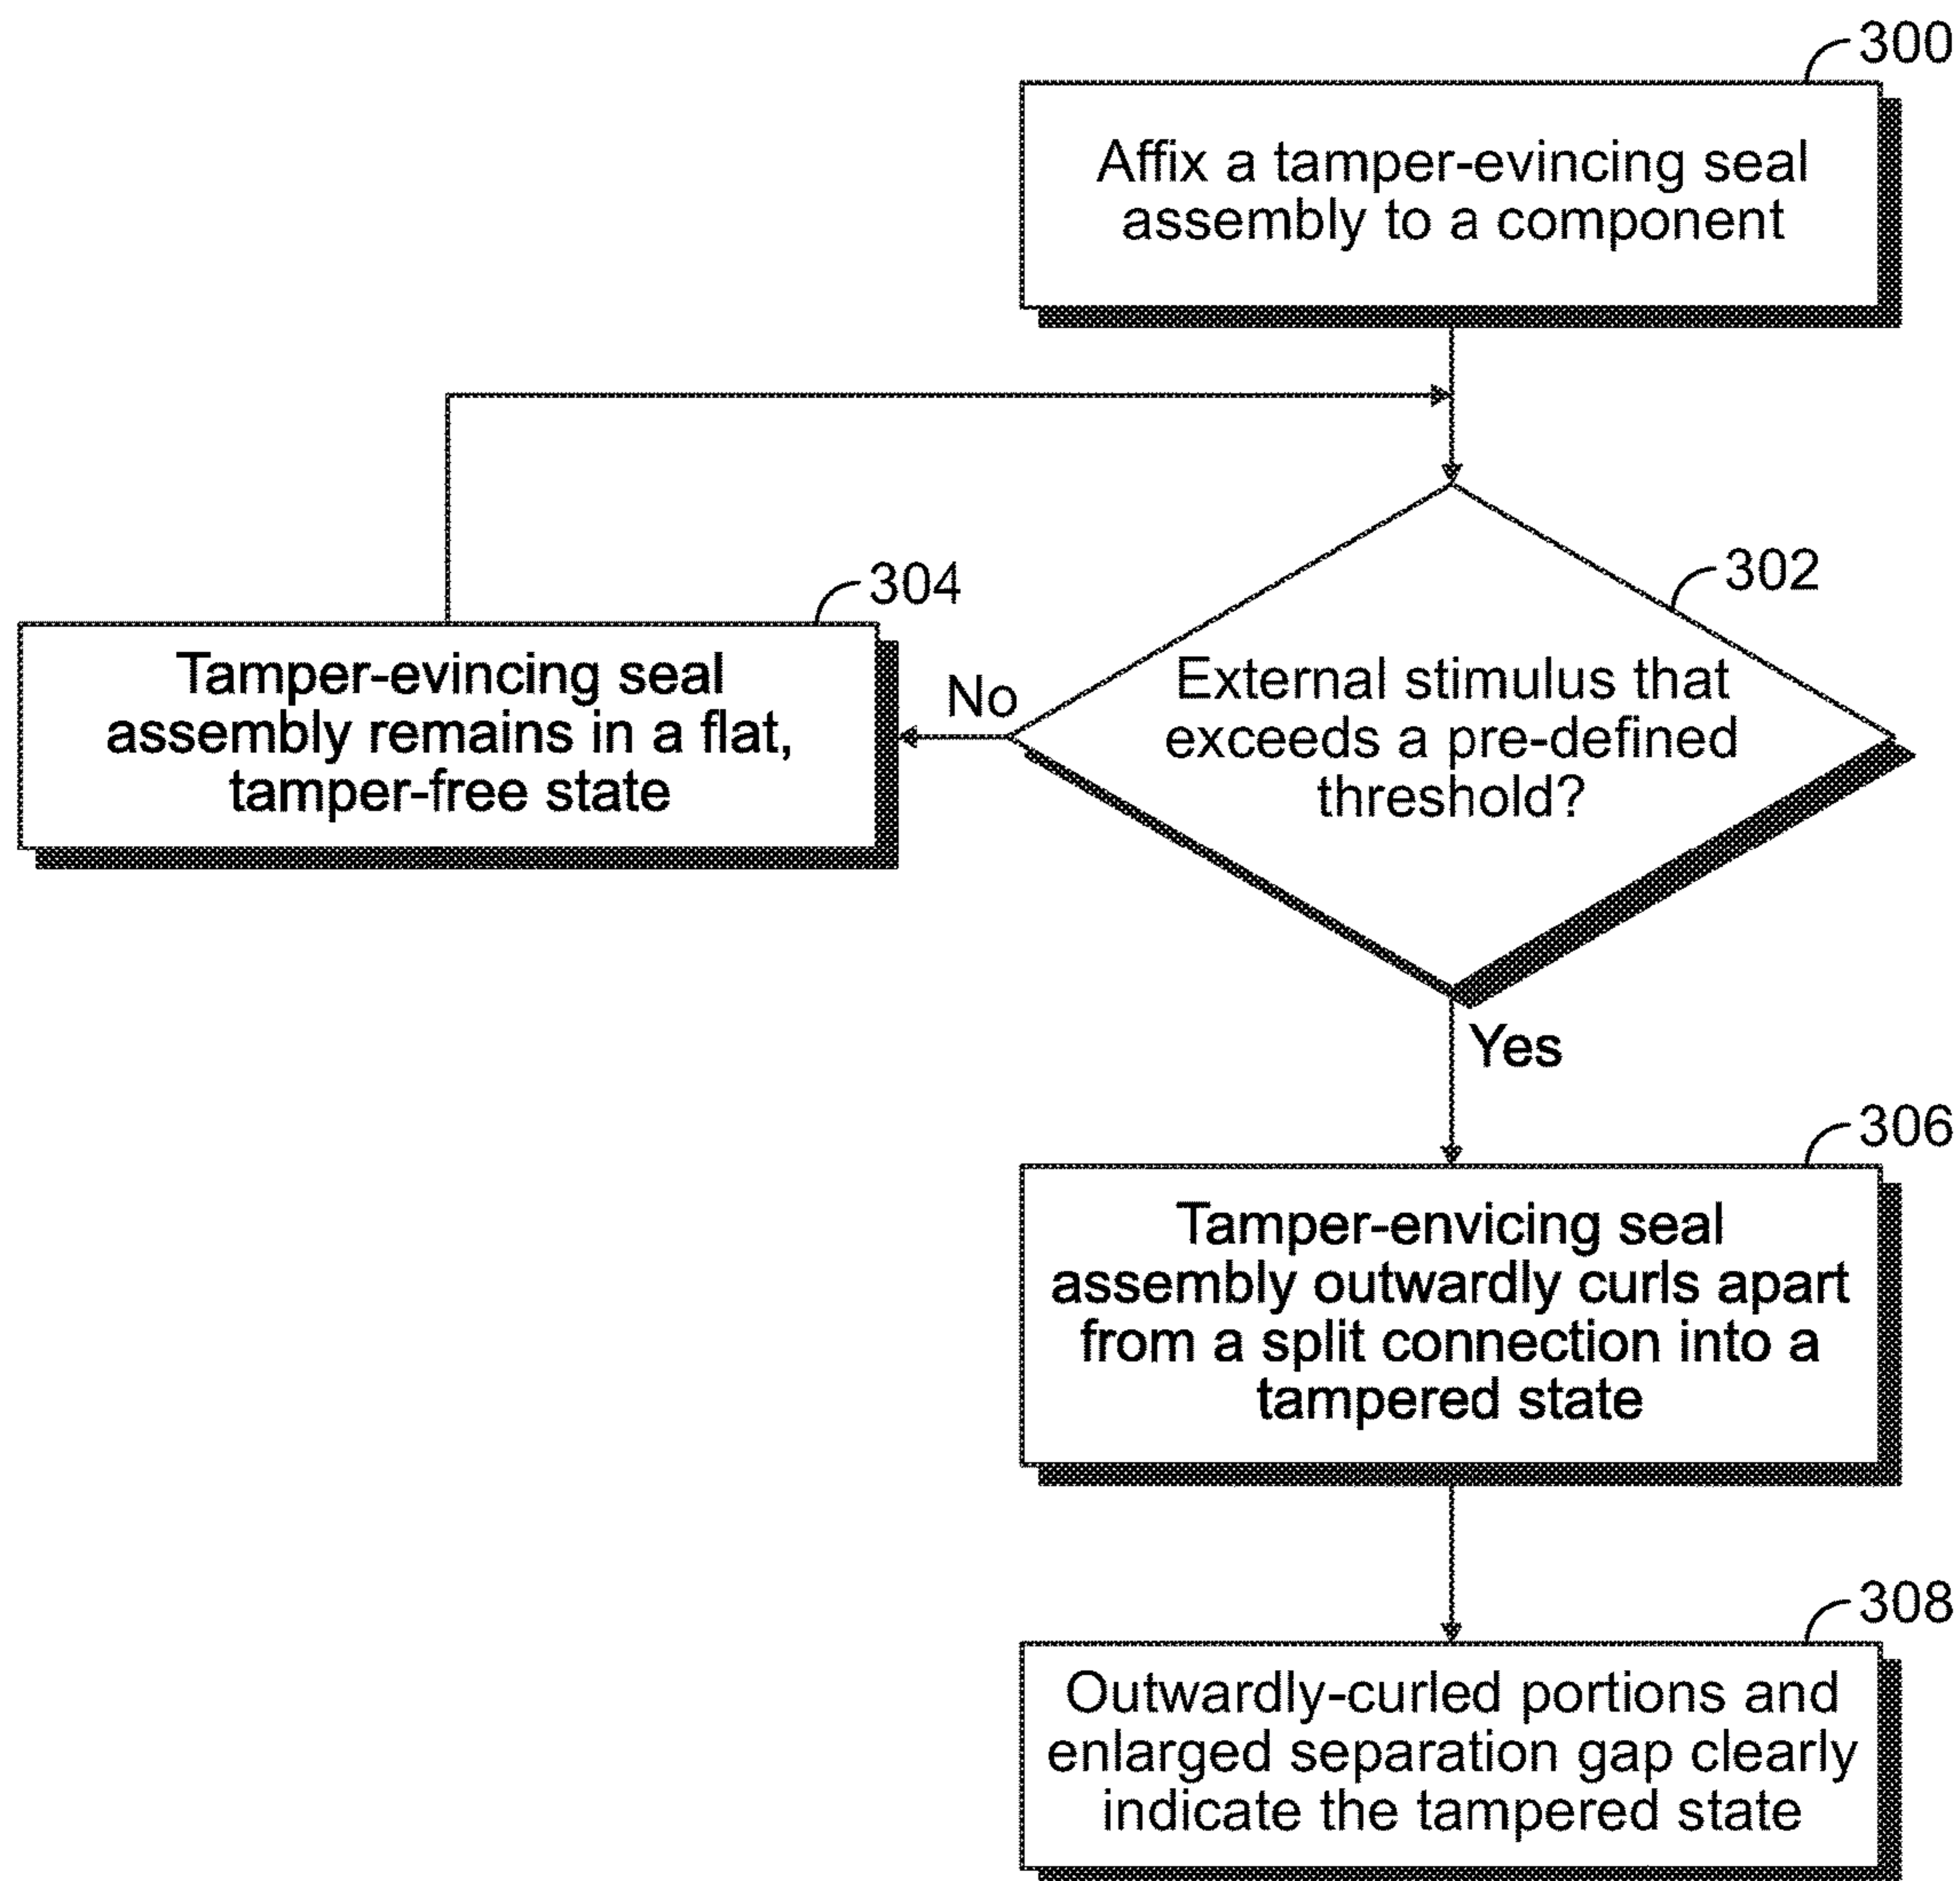 300
Affix a tamper-evincing seal
assembly to a component
302
External stimulus that
exceeds a pre-defined
threshold?
No
304
Tamper-evincing seal
assembly remains in a flat,
tamper-free state
Yes
306
Tamper-envicing seal
assembly outwardly curls apart
from a split connection into a
tampered state
308
Outwardly-curled portions and
enlarged separation gap clearly
indicate the tampered state